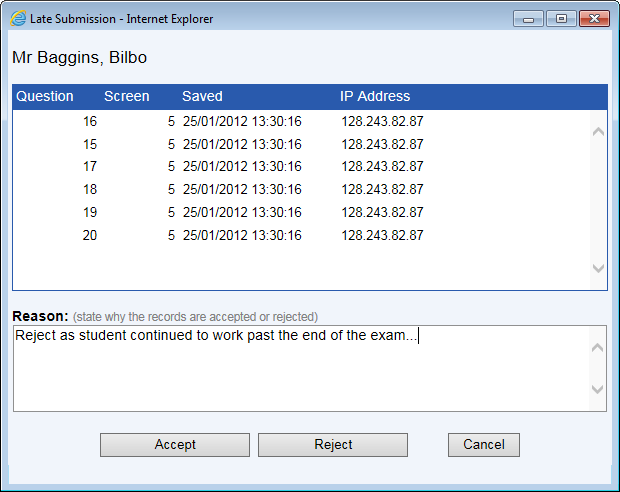 Late Submission - Internet Explorer
Mr Baggins, Bilbo
Question Screen Saved IP Address
16 5 25/01/2012 13:30:16 128.243.82.87
15 5 25/01/2012 13:30:16 128.243.82.87
17 5 25/01/2012 13:30:16 128.243.82.87
18 5 25/01/2012 13:30:16 128.243.82.87
19 5 25/01/2012 13:30:16 128.243.82.87
20 5 25/01/2012 13:30:16 128.243.82.87
Reason: (state why the records are accepted or rejected)
Reject as student continued to work past the end of the exam...
Accept Reject Cancel